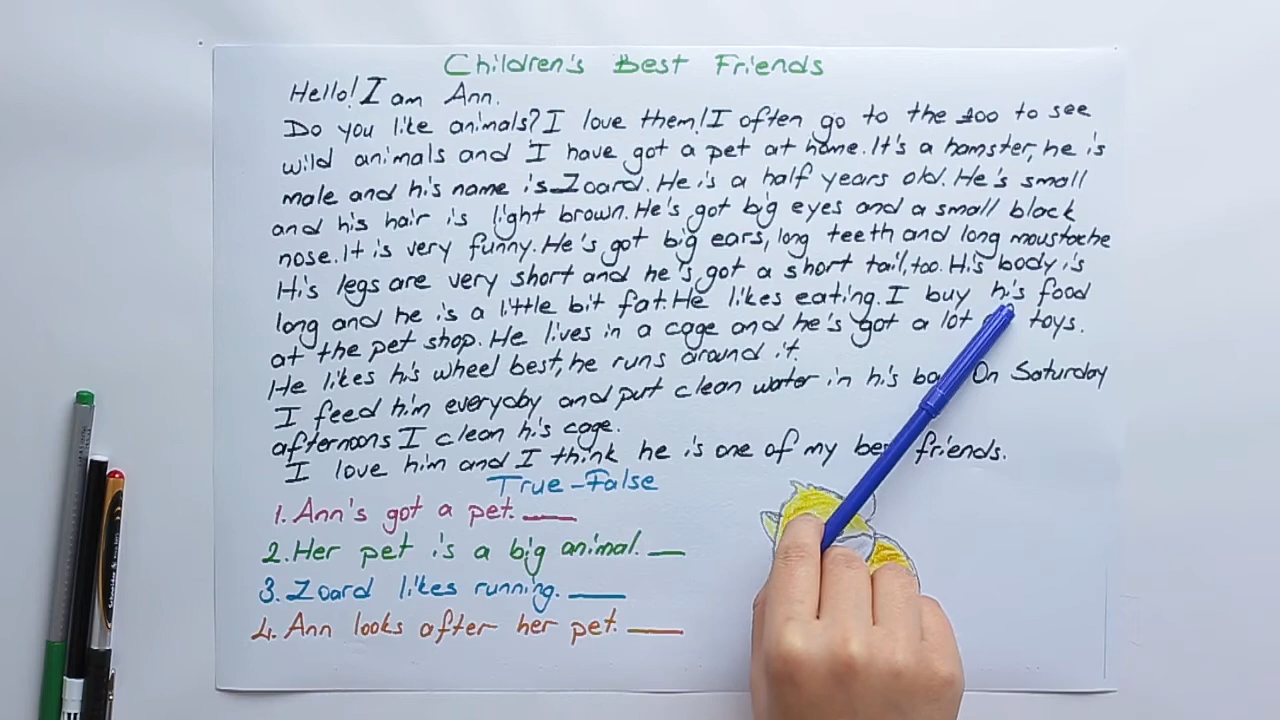 Children's Best Friends
Hello! I am Ann.
Do you like animals? I love them! I often go to the zoo to see
wild animals and I have got a pet at home. It's a hamster, he is
male and his name is Zoard. He is a half years old. He's small
and his hair is light brown. He's got big eyes and a small black
nose. It is very funny. He's got big ears, long teeth and long moustache
His legs are very short and he's got a short tail, too. His body is
long and he is a little bit fat. He likes eating. I buy his food
at the pet shop. He lives in a cage and he's got a lot toys.
He likes his wheel best, he runs around it.
I feed him everyday and put clean water in his On Saturday
afternoons I clean his cage.
I love him and I think he is one of my friends.
True-False
1. Ann's got a pet. ____
2. Her pet is a big animal. ____
3. Zoard likes running. ____
4. Ann looks after her pet. ____